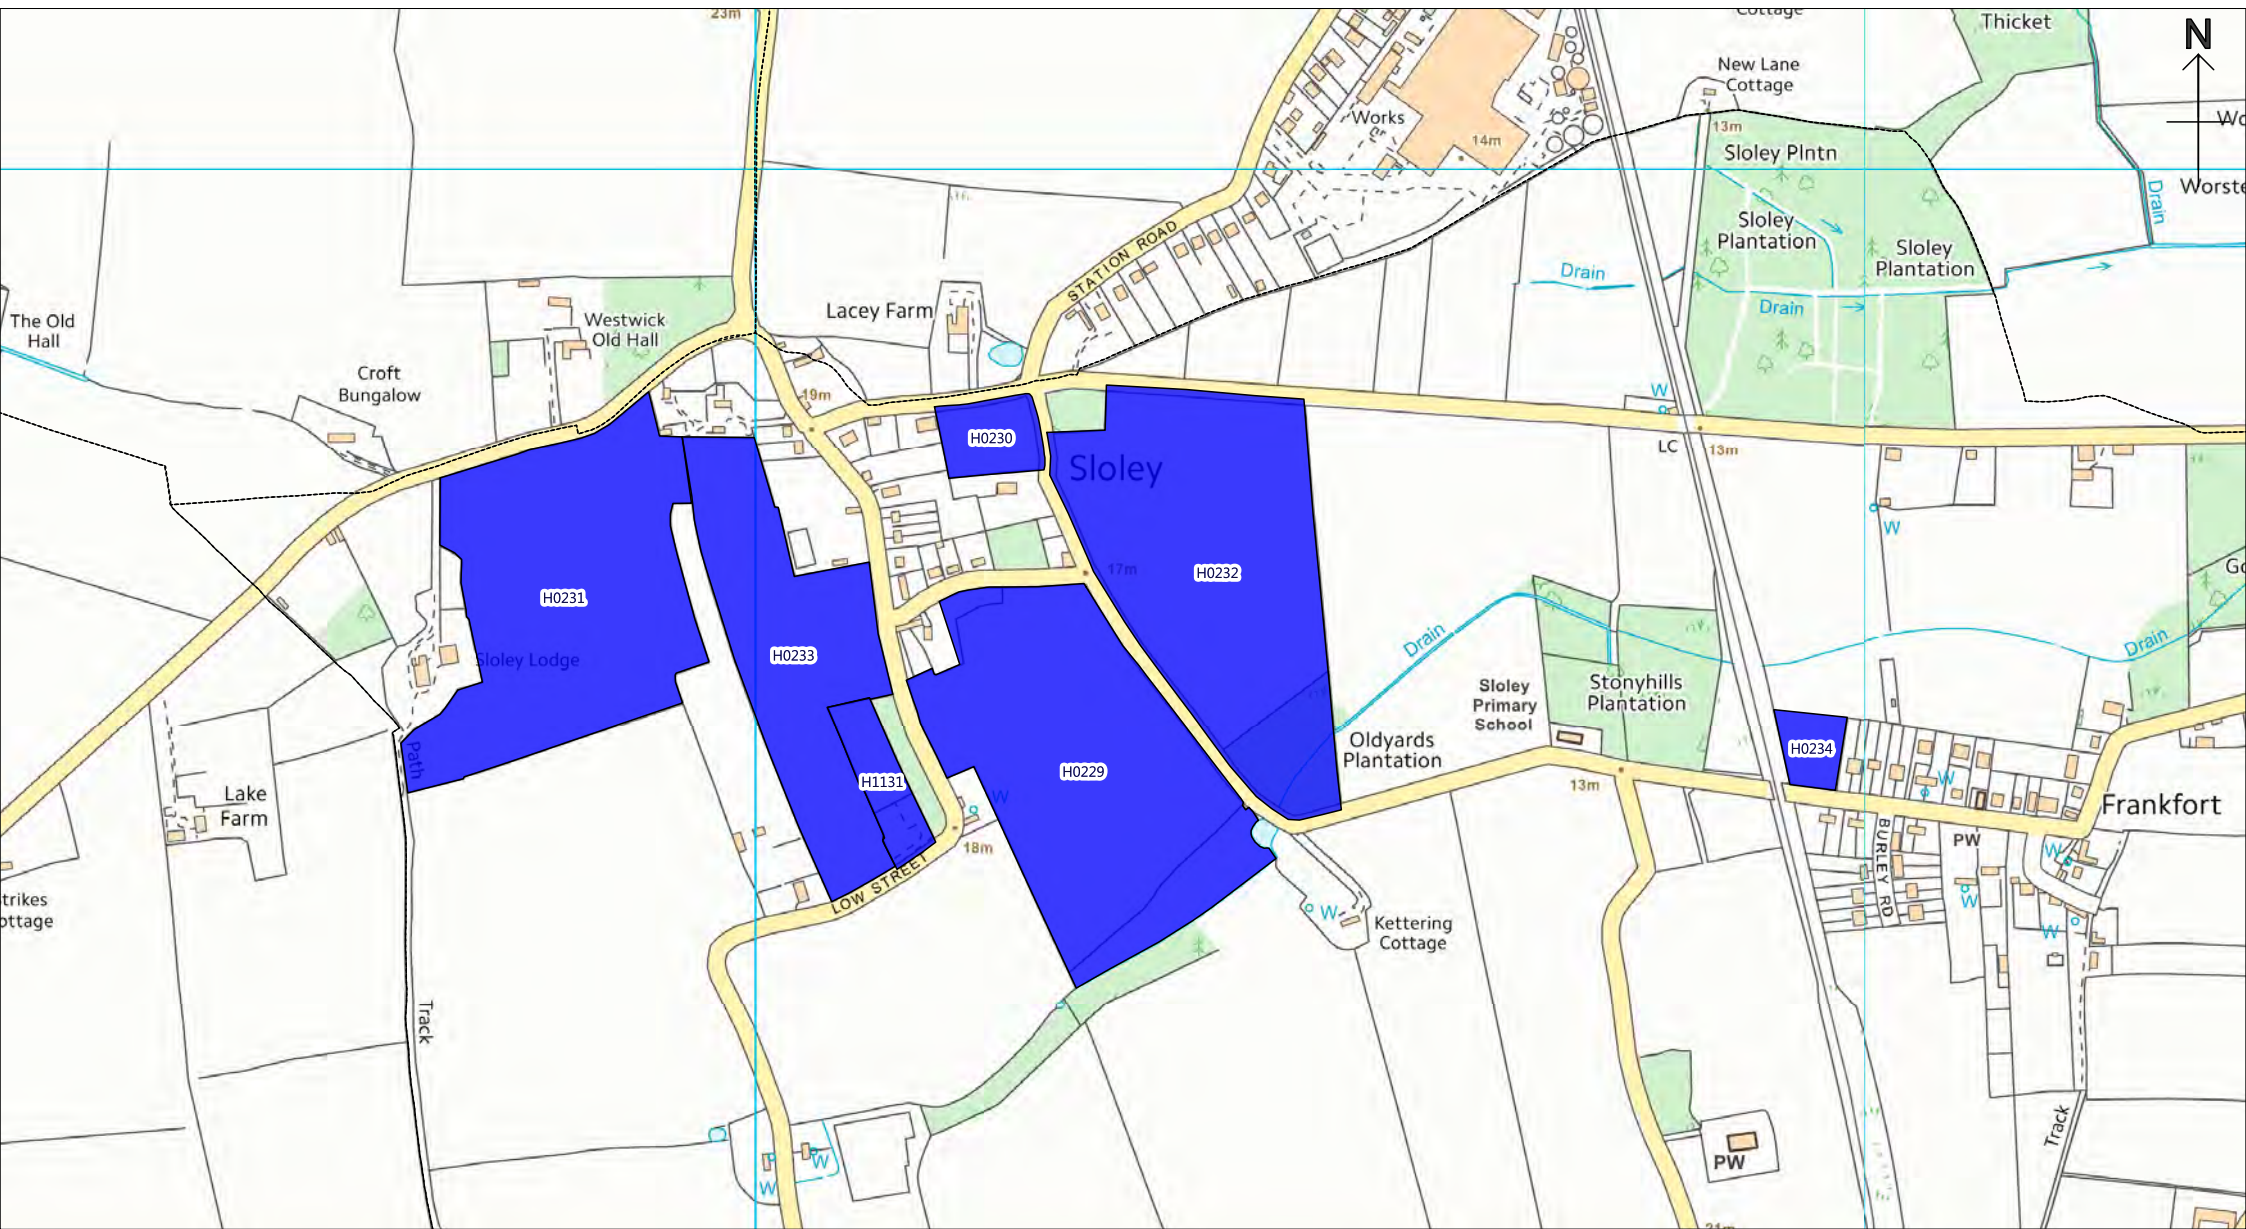 23m
Cottage
Thicket
N
New Lane
Cottage
Works
14m
13m
Sloley Plntn
Drain
Sloley
Plantation
Sloley
Plantation
STATION ROAD
Drain
Drain
The Old
Hall
Westwick
Old Hall
Lacey Farm
Croft
Bungalow
19m
W
H0230
LC
13m
Sloley
W
17m
H0232
H0231
H0233
Sloley Lodge
Drain
Drain
Sloley
Primary
School
Stonyhills
Plantation
Path
H0229
H1131
Oldyards
Plantation
H0234
W
W
13m
Lake
Farm
Frankfort
18m
BURLEY RD
PW
W
LOW STREET
W
W
W
Kettering
Cottage
Track
Track
W
W
PW
21m